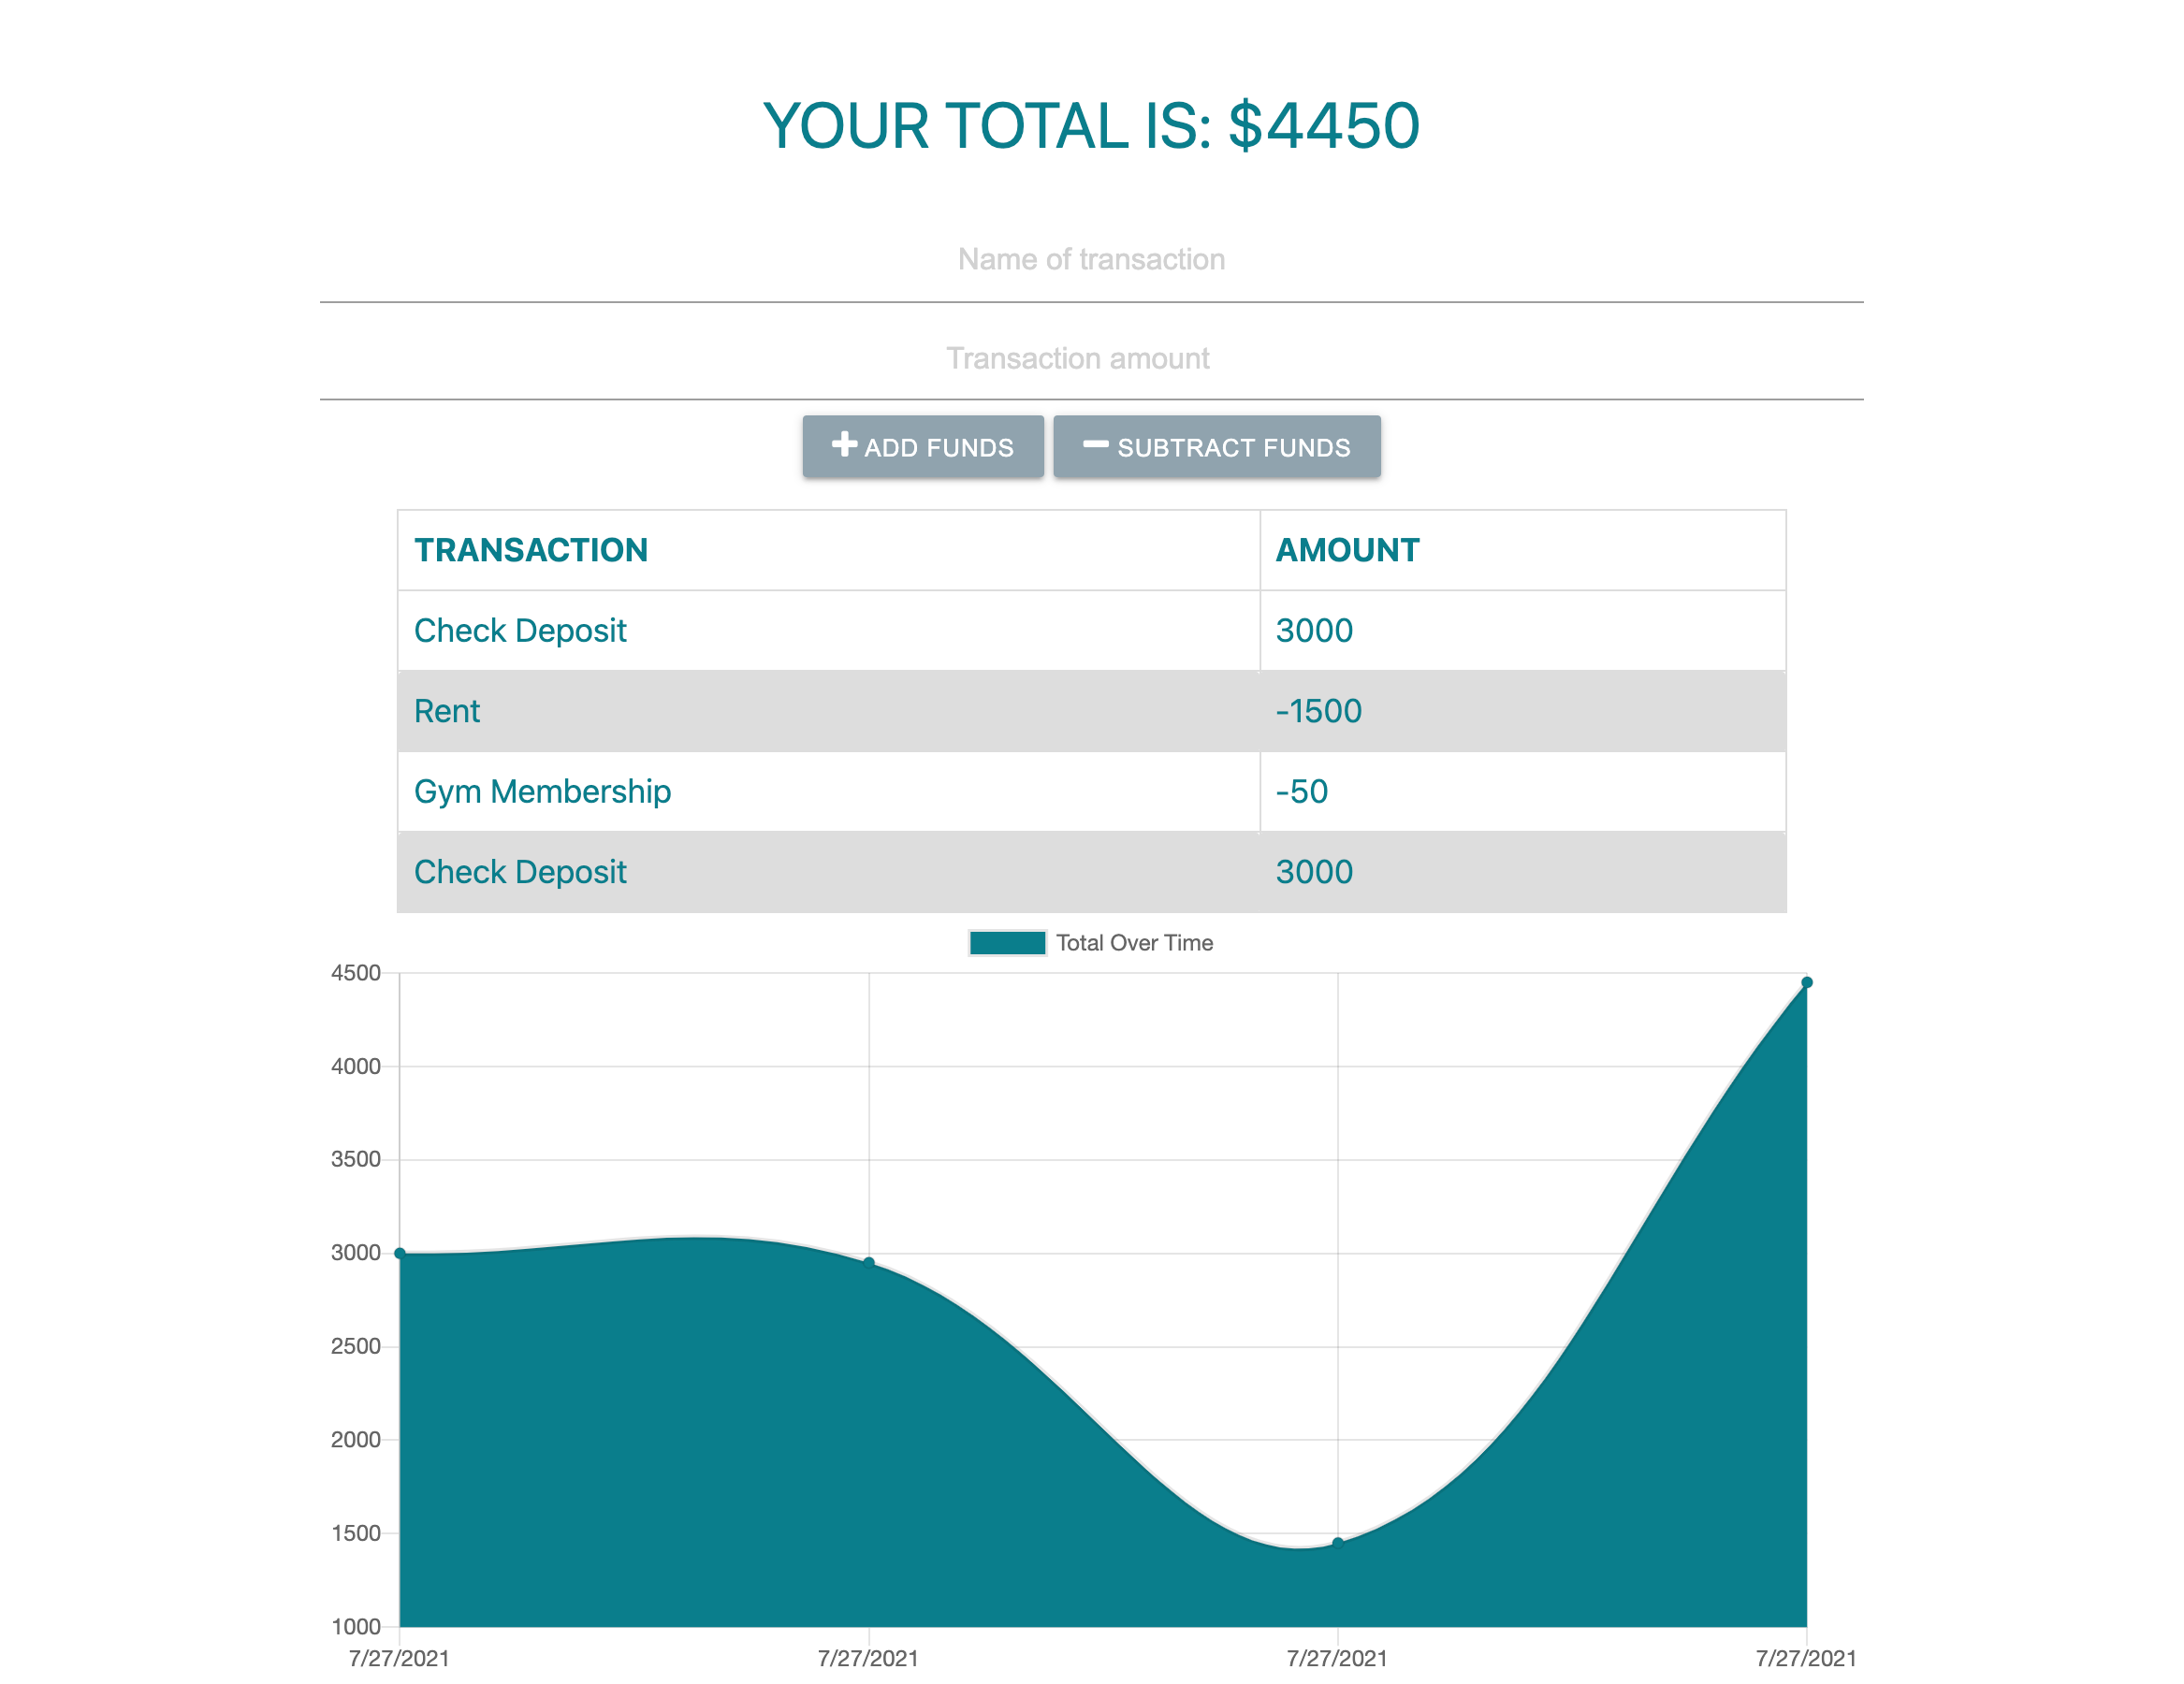 YOUR TOTAL IS: $4450
Name of transaction
Transaction amount
ADD FUNDS SUBTRACT FUNDS
TRANSACTION AMOUNT
Check Deposit 3000
Rent -1500
Gym Membership -50
Check Deposit 3000
Total Over Time
4500
4000
3500
3000
2500
2000
1500
1000
7/27/2021 7/27/2021 7/27/2021 7/27/2021